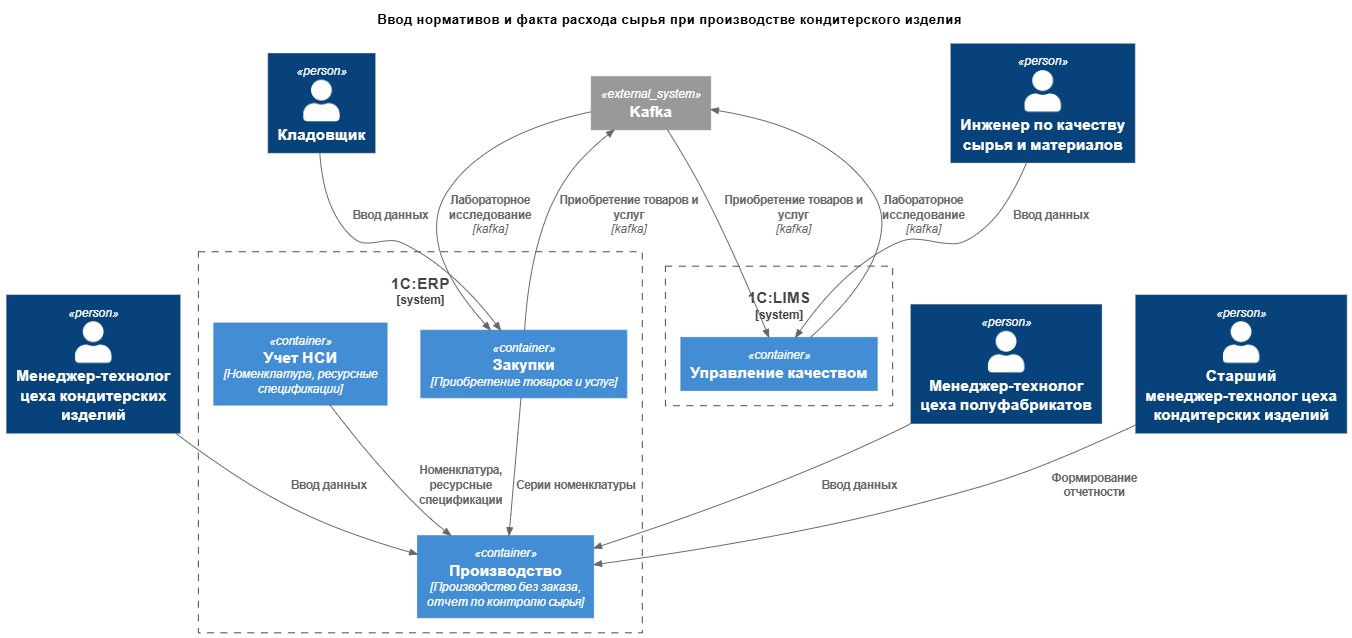 Ввод нормативов и факта расхода сырья при производстве кондитерского изделия
«person»
Кладовщик
«external_system»
Kafka
«person»
Инженер по качеству
сырья и материалов
Ввод данных
Лабораторное
исследование
[kafka]
Приобретение товаров и
услуг
[kafka]
Приобретение товаров и
услуг
[kafka]
Лабораторное
исследование
[kafka]
Ввод данных
1C:ERP
[system]
1C:LIMS
[system]
«person»
Менеджер-технолог
цеха кондитерских
изделий
«container»
Учет НСИ
[Номенклатура, ресурсные
спецификации]
«container»
Закупки
[Приобретение товаров и услуг]
«container»
Управление качеством
«person»
Менеджер-технолог
цеха полуфабрикатов
«person»
Старший
менеджер-технолог цеха
кондитерских изделий
Ввод данных
Номенклатура,
ресурсные
спецификации
Серии номенклатуры
Ввод данных
Формирование
отчетности
«container»
Производство
[Производство без заказа,
отчет по контролю сырья]